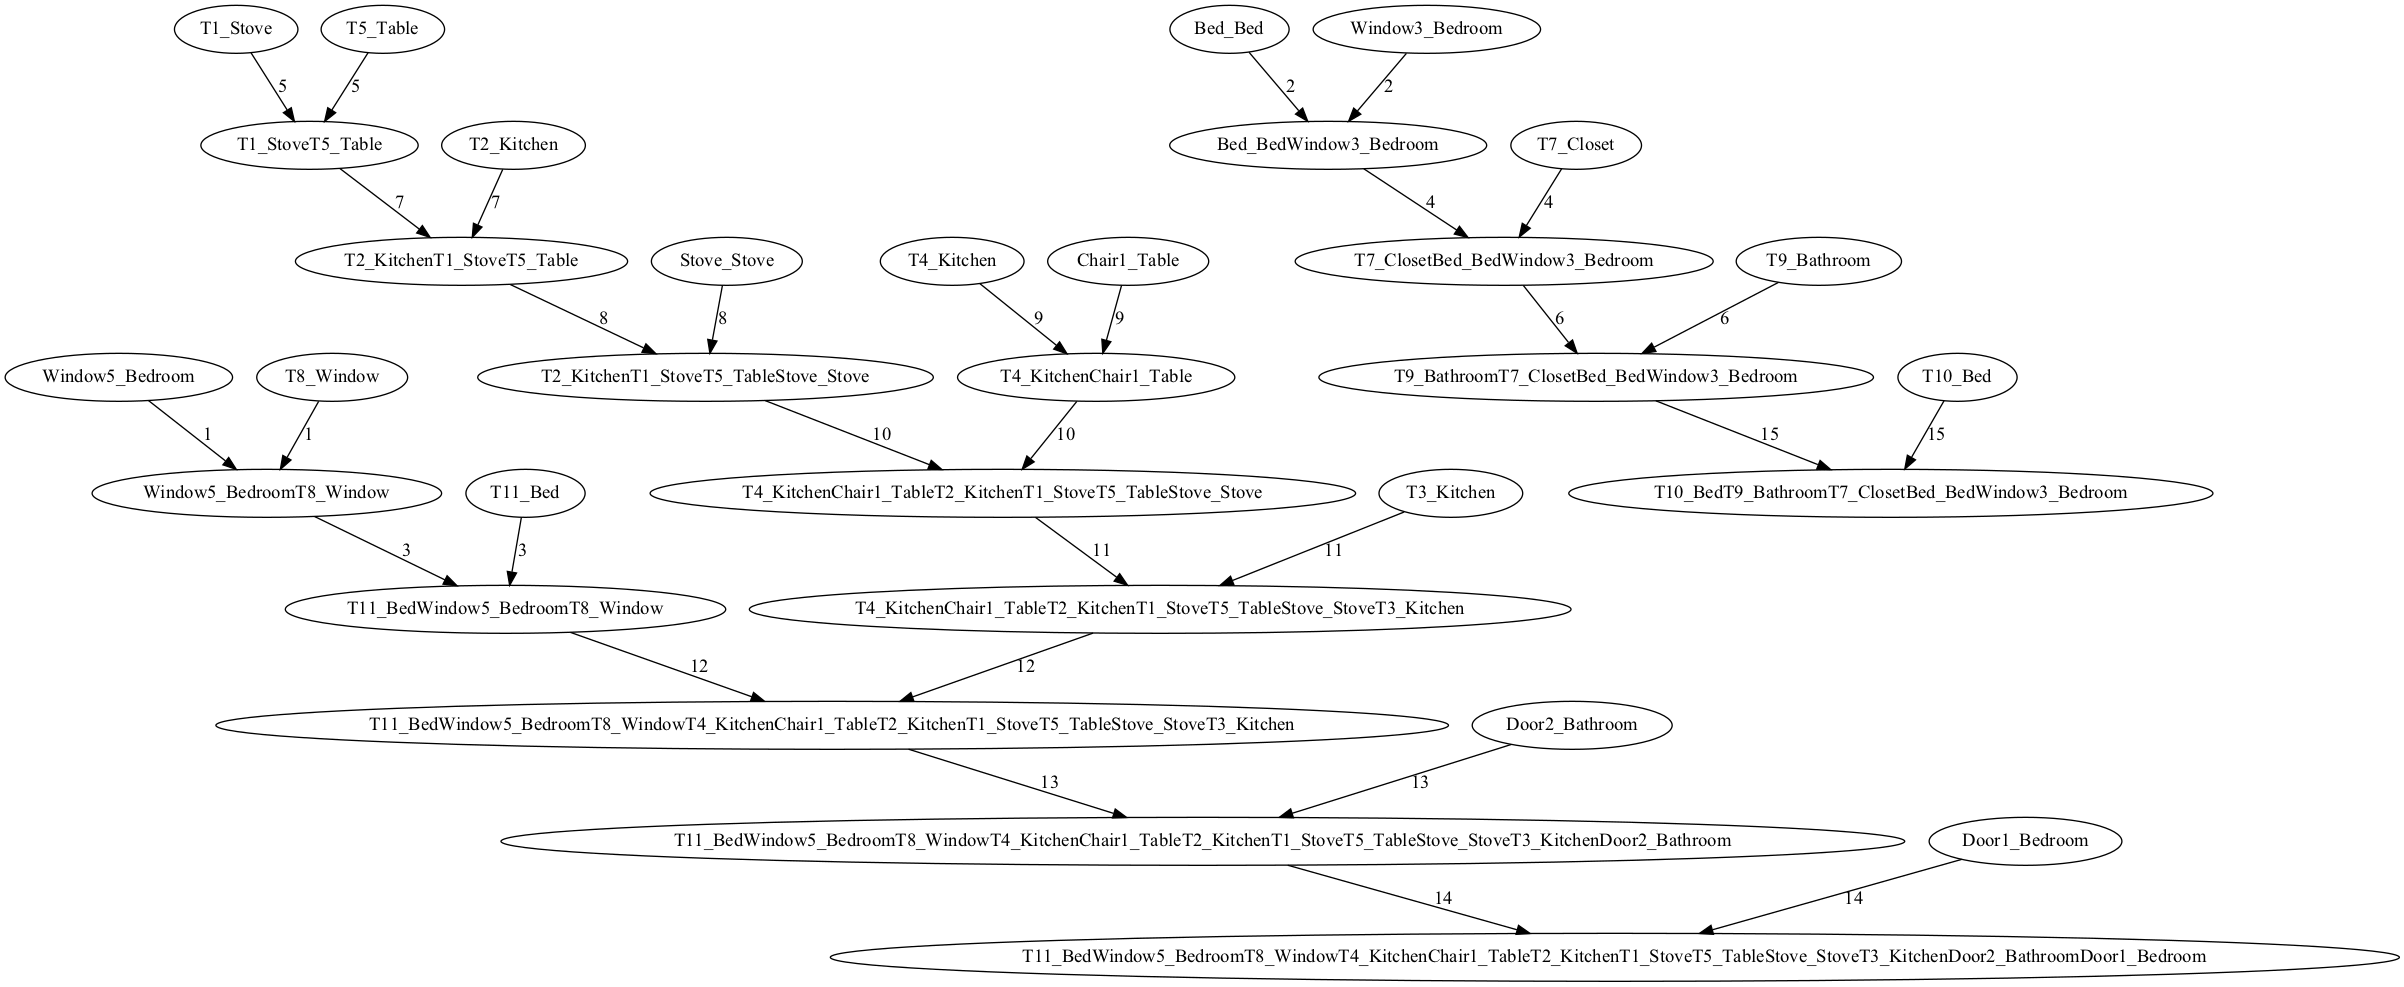 T1_Stove
T5_Table
Bed_Bed
Window3_Bedroom
5
5
2
2
T1_StoveT5_Table
T2_Kitchen
Bed_BedWindow3_Bedroom
T7_Closet
7
7
4
4
T2_KitchenT1_StoveT5_Table
Stove_Stove
T4_Kitchen
Chair1_Table
T7_ClosetBed_BedWindow3_Bedroom
T9_Bathroom
8
8
9
9
6
6
Window5_Bedroom
T8_Window
T2_KitchenT1_StoveT5_TableStove_Stove
T4_KitchenChair1_Table
T9_BathroomT7_ClosetBed_BedWindow3_Bedroom
T10_Bed
1
1
10
10
15
15
Window5_BedroomT8_Window
T11_Bed
T4_KitchenChair1_TableT2_KitchenT1_StoveT5_TableStove_Stove
T3_Kitchen
T10_BedT9_BathroomT7_ClosetBed_BedWindow3_Bedroom
3
3
11
11
T11_BedWindow5_BedroomT8_Window
T4_KitchenChair1_TableT2_KitchenT1_StoveT5_TableStove_StoveT3_Kitchen
12
12
T11_BedWindow5_BedroomT8_WindowT4_KitchenChair1_TableT2_KitchenT1_StoveT5_TableStove_StoveT3_Kitchen
Door2_Bathroom
13
13
T11_BedWindow5_BedroomT8_WindowT4_KitchenChair1_TableT2_KitchenT1_StoveT5_TableStove_StoveT3_KitchenDoor2_Bathroom
Door1_Bedroom
14
14
T11_BedWindow5_BedroomT8_WindowT4_KitchenChair1_TableT2_KitchenT1_StoveT5_TableStove_StoveT3_KitchenDoor2_BathroomDoor1_Bedroom